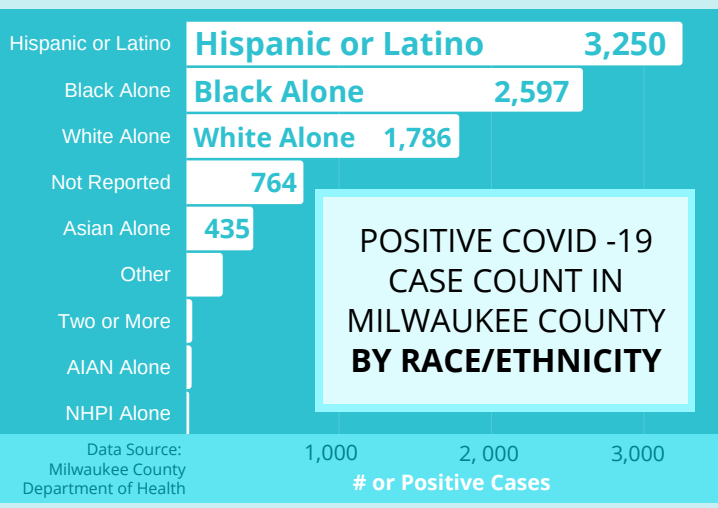 Hispanic or Latino Hispanic or Latino 3,250
Black Alone Black Alone 2,597
White Alone White Alone 1,786
Not Reported 764
Asian Alone 435
Other
Two or More
AIAN Alone
NHPI Alone
POSITIVE COVID -19
CASE COUNT IN
MILWAUKEE COUNTY
BY RACE/ETHNICITY
1,000 2, 000 3,000
# or Positive Cases
Data Source:
Milwaukee County
Department of Health